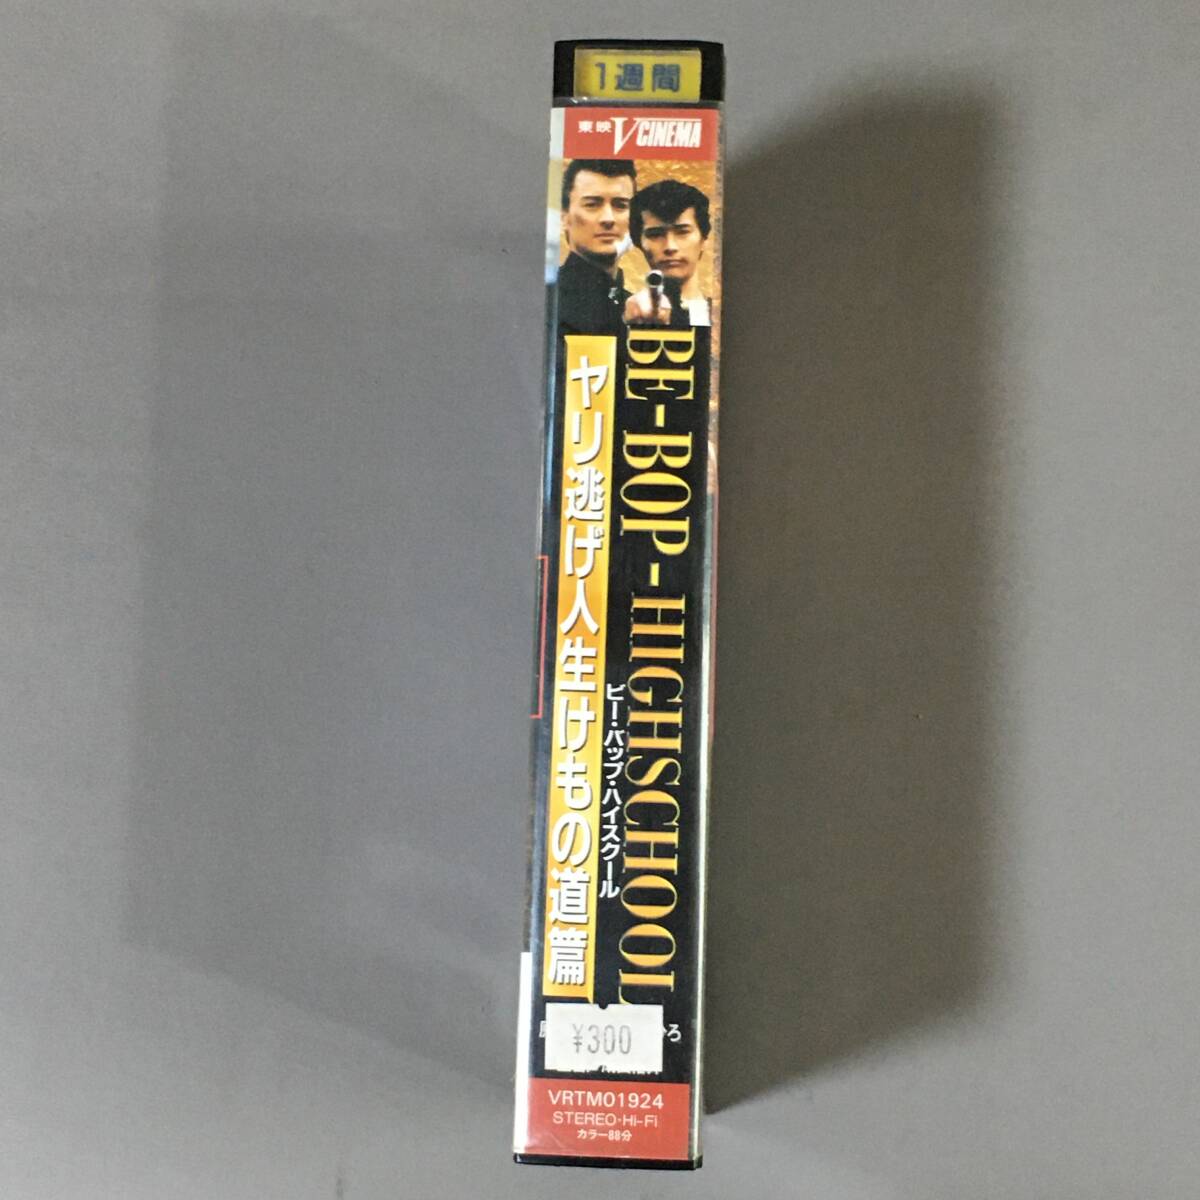 1週間
東映 V CINEMA
BE-BOP-HIGHSCHOOL
ビー・バップ・ハイスクール
ヤリ逃げ人生けもの道篇
ろ
¥300
VRTM01924
STEREO・Hi-Fi
カラー88分